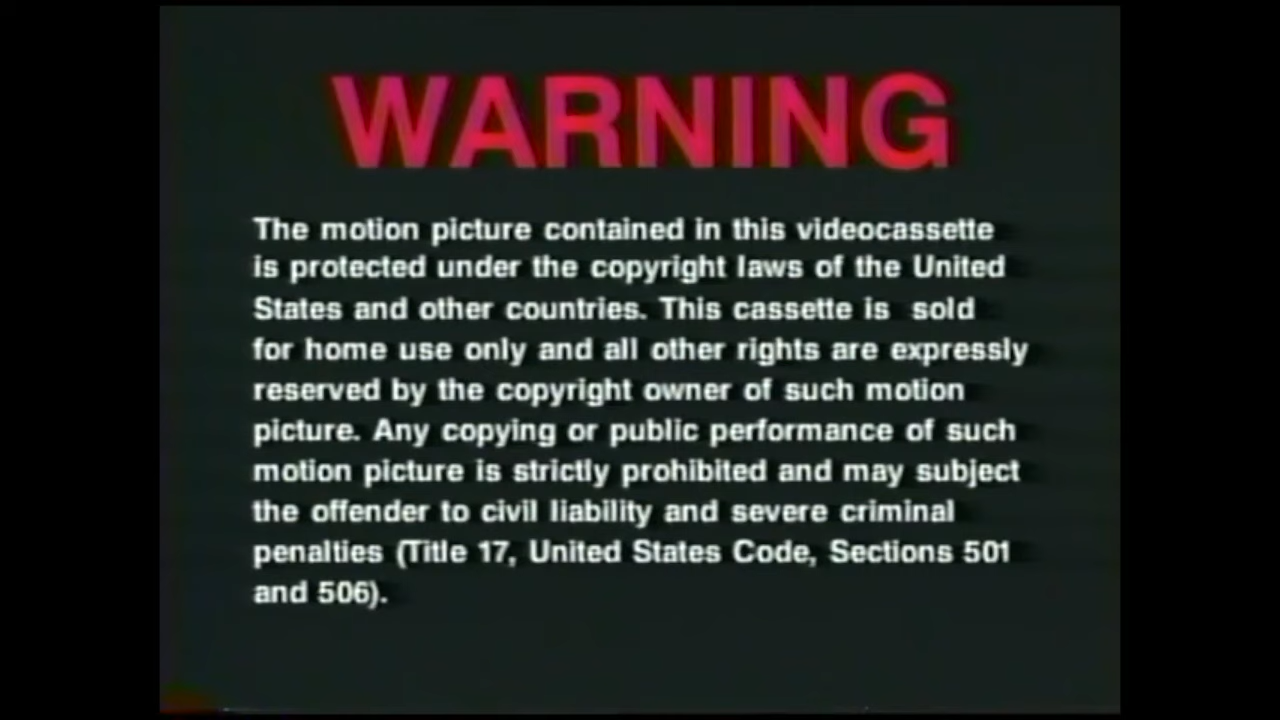 WARNING
The motion picture contained in this videocassette
is protected under the copyright laws of the United
States and other countries. This cassette is  sold
for home use only and all other rights are expressly
reserved by the copyright owner of such motion
picture. Any copying or public performance of such
motion picture is strictly prohibited and may subject
the offender to civil liability and severe criminal
penalties (Title 17, United States Code, Sections 501
and 506).